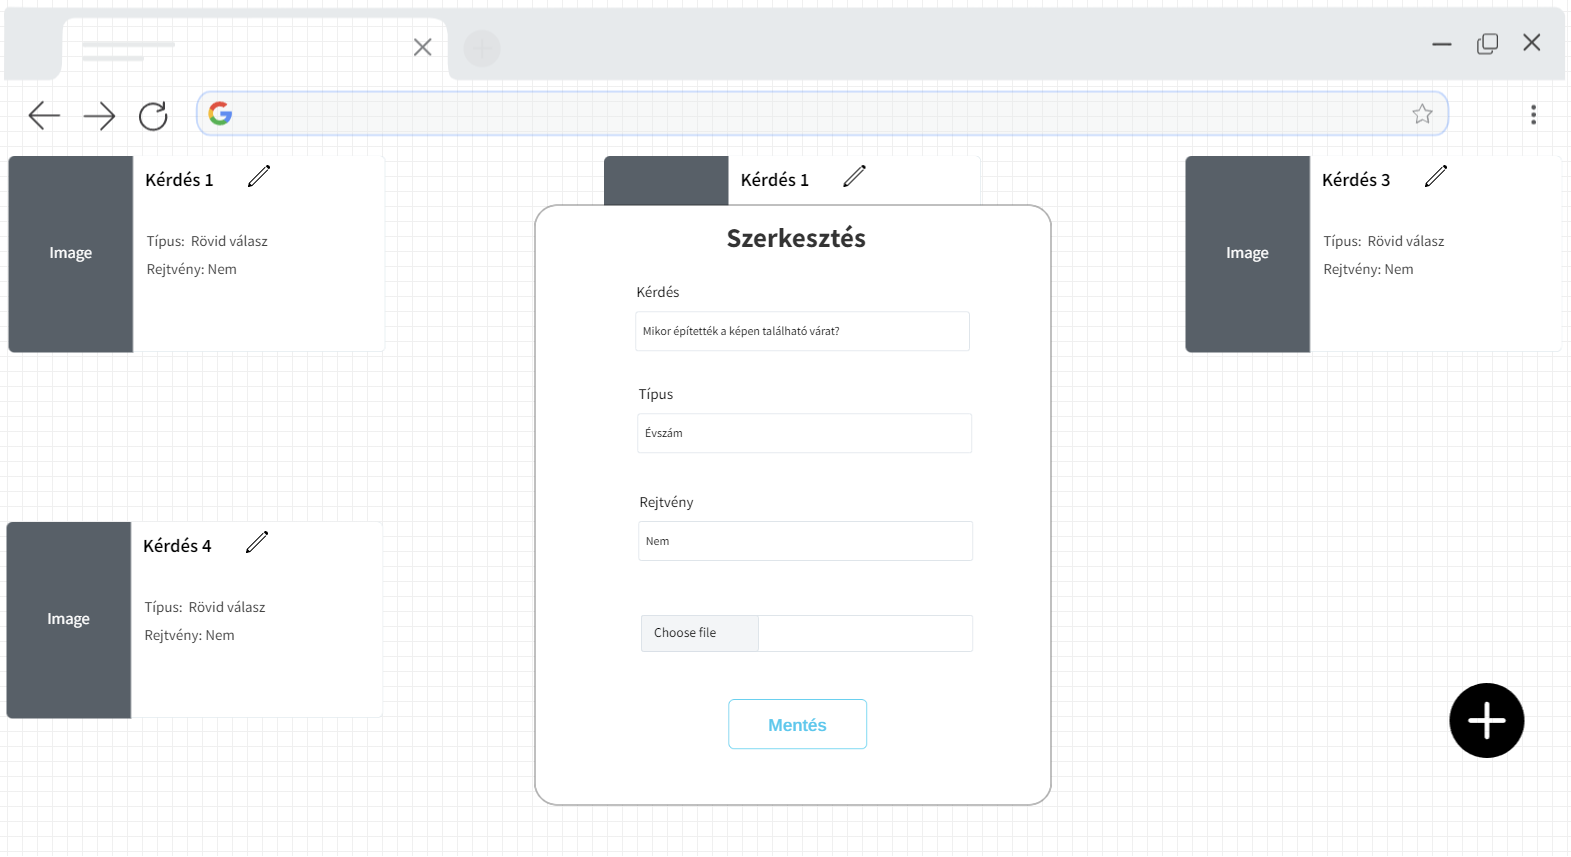 Kérdés 1
Image
Típus: Rövid válasz
Rejtvény: Nem
Kérdés 1
Kérdés 3
Image
Típus: Rövid válasz
Rejtvény: Nem
Szerkesztés
Kérdés
Mikor építették a képen található várat?
Típus
Évszám
Rejtvény
Nem
Choose file
Mentés
Kérdés 4
Image
Típus: Rövid válasz
Rejtvény: Nem